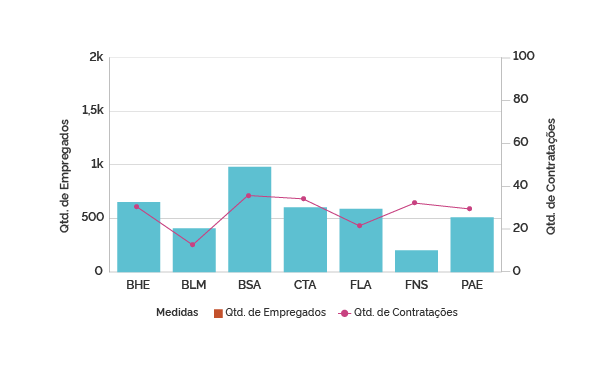 2k
1,5k
1k
500
0
Qtd. de Empregados
100
80
60
40
20
0
Qtd. de Contratações
BHE BLM BSA CTA FLA FNS PAE
Medidas Qtd. de Empregados Qtd. de Contratações